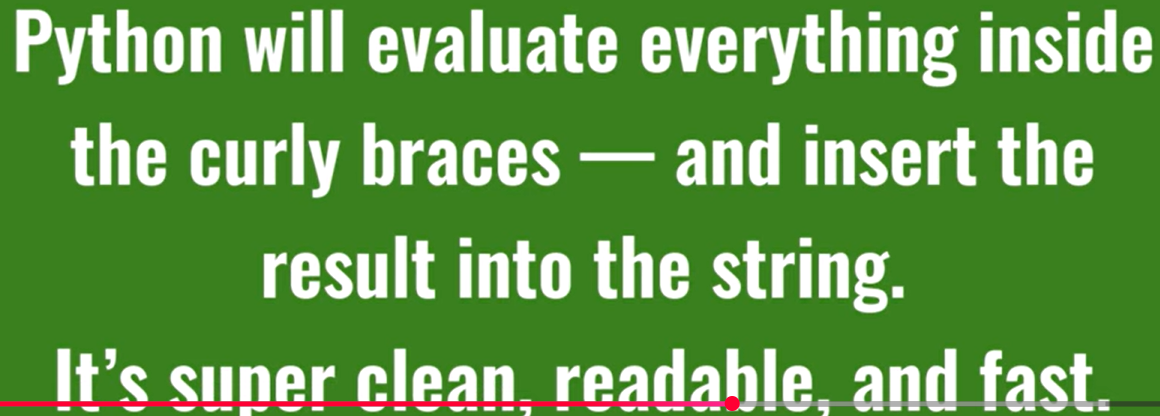 Python will evaluate everything inside
the curly braces — and insert the
result into the string.
It’s super clean, readable, and fast.